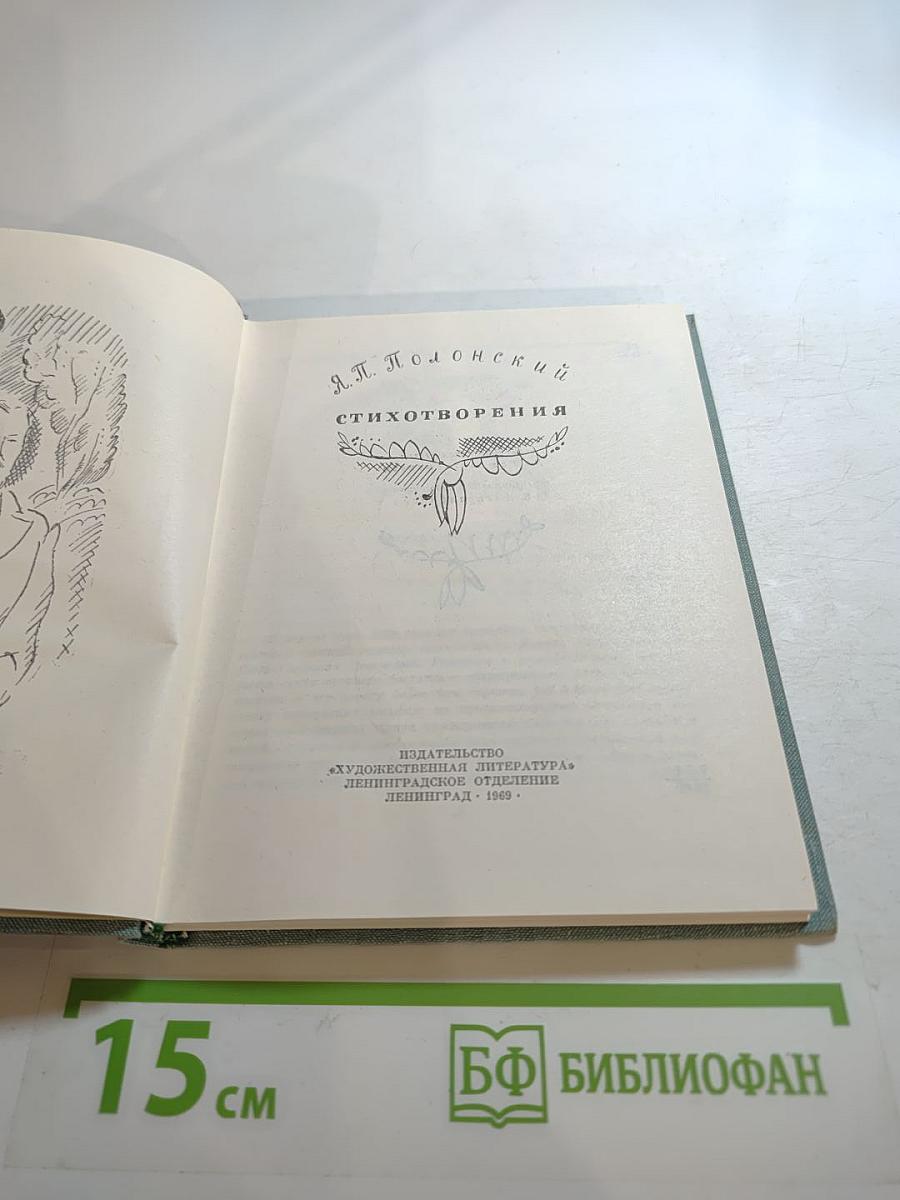 Я. П. Полонский
СТИХОТВОРЕНИЯ
ИЗДАТЕЛЬСТВО
«ХУДОЖЕСТВЕННАЯ ЛИТЕРАТУРА»
ЛЕНИНГРАДСКОЕ ОТДЕЛЕНИЕ
ЛЕНИНГРАД · 1969 ·
15 см
БФ БИБЛИОФАН